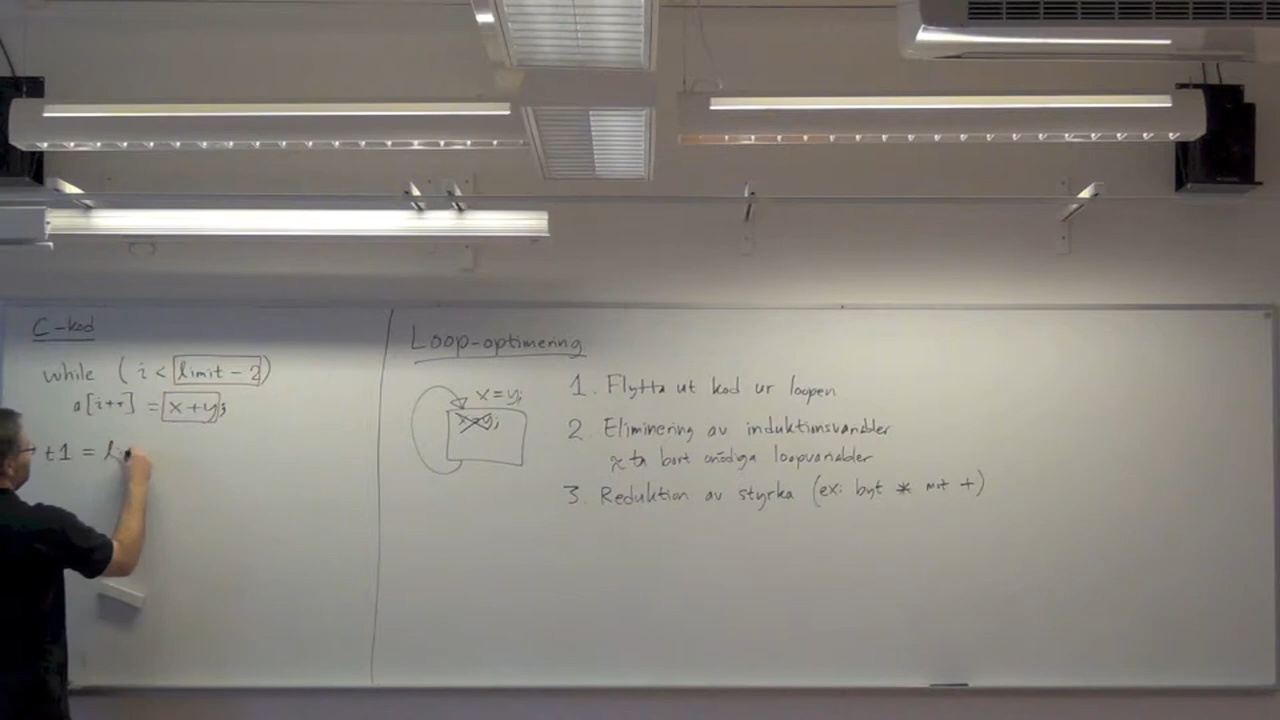 C-kod
while ( i < limit - 2 )
a[i++] = x+y;
t1 = l
Loop-optimering
x=y;
x=y;
1. Flytta ut kod ur loopen
2. Eliminering av induktionsvariabler
≈ ta bort onödiga loopvariabler
3. Reduktion av styrka (ex: byt * mot +)